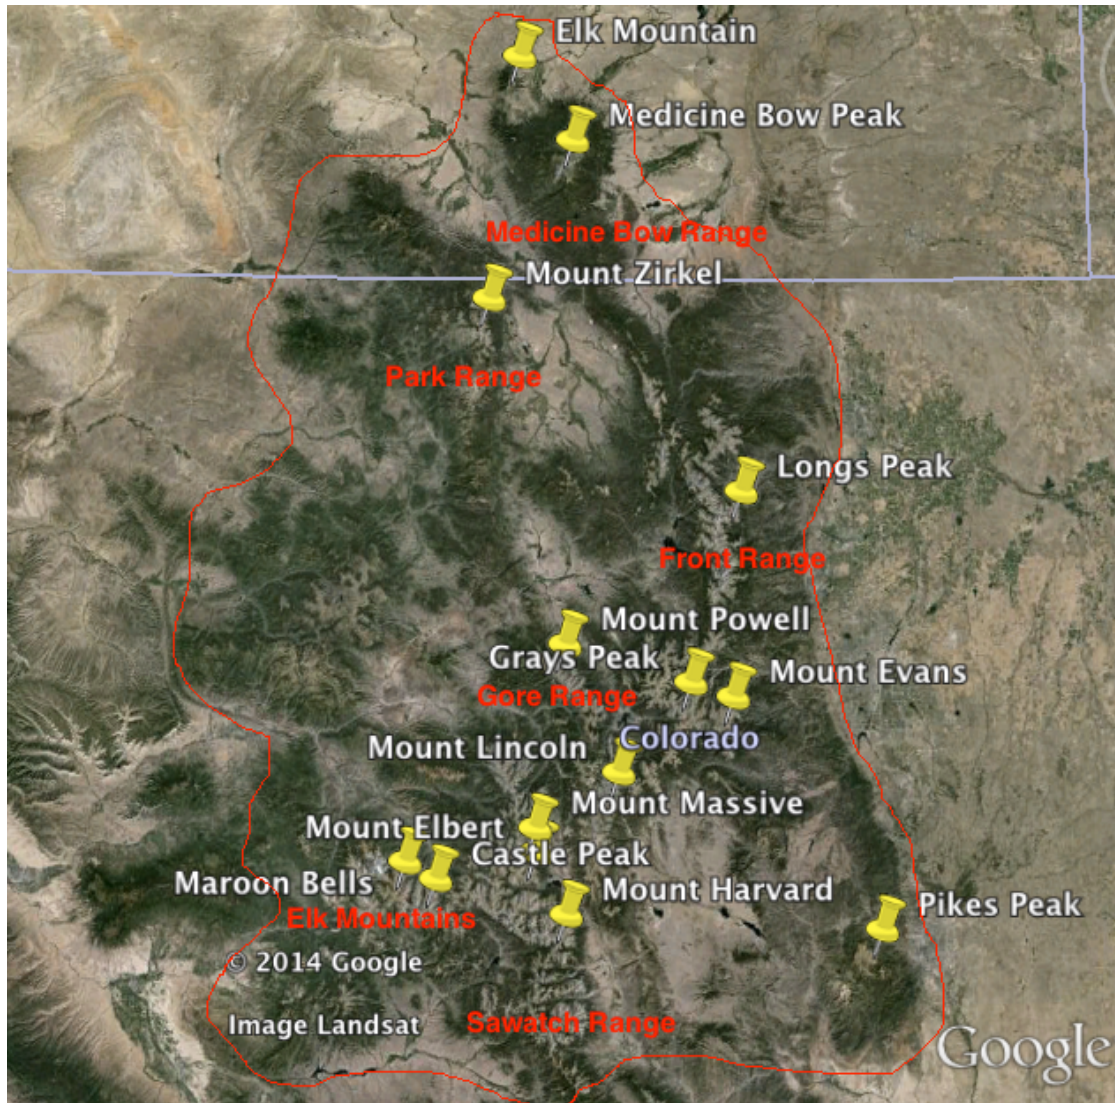 Elk Mountain
Medicine Bow Peak
Medicine Bow Range
Mount Zirkel
Park Range
Longs Peak
Front Range
Mount Powell
Grays Peak
Mount Evans
Gore Range
Colorado
Mount Lincoln
Mount Massive
Mount Elbert
Castle Peak
Maroon Bells
Mount Harvard
Pikes Peak
Elk Mountains
© 2014 Google
Sawatch Range
Image Landsat
Google